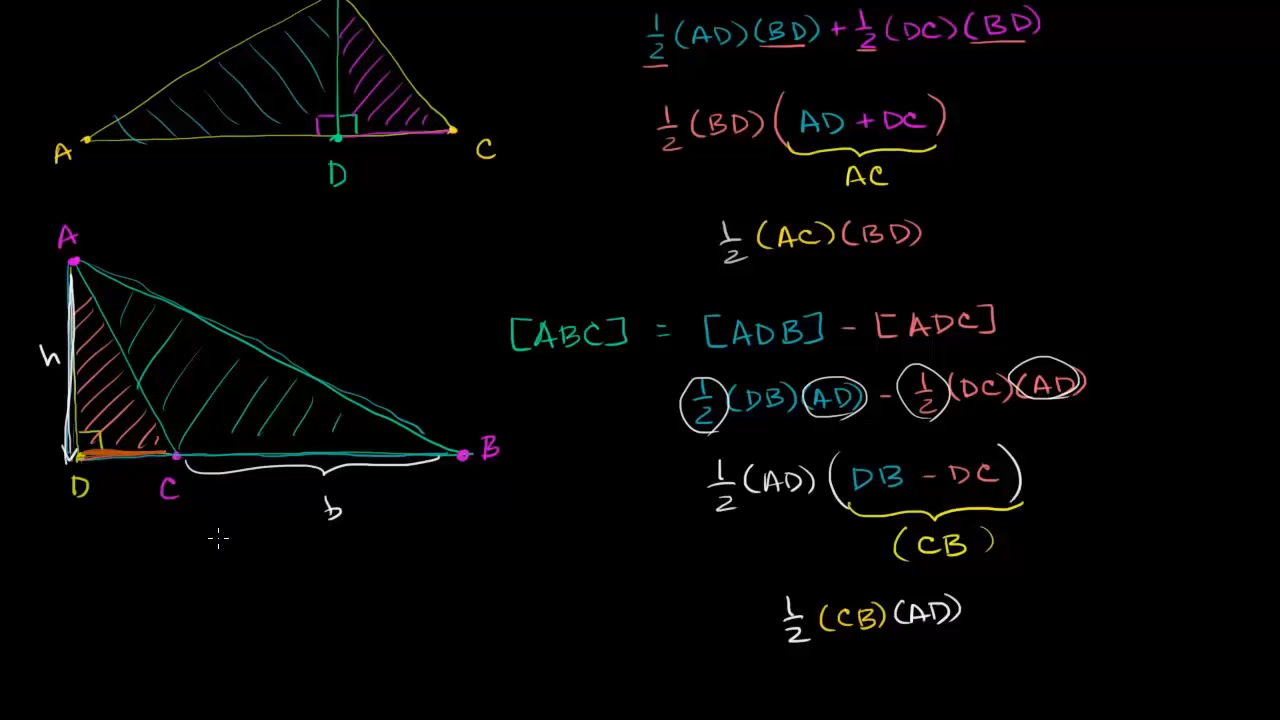 1/2 (AD)(BD) + 1/2 (DC)(BD)
1/2 (BD)(AD + DC)
AC
1/2 (AC)(BD)
A
D
C
A
h
D
C
B
b
[ABC] = [ADB] - [ADC]
1/2 (DB)(AD) - 1/2 (DC)(AD)
1/2 (AD)(DB - DC)
(CB)
1/2 (CB)(AD)